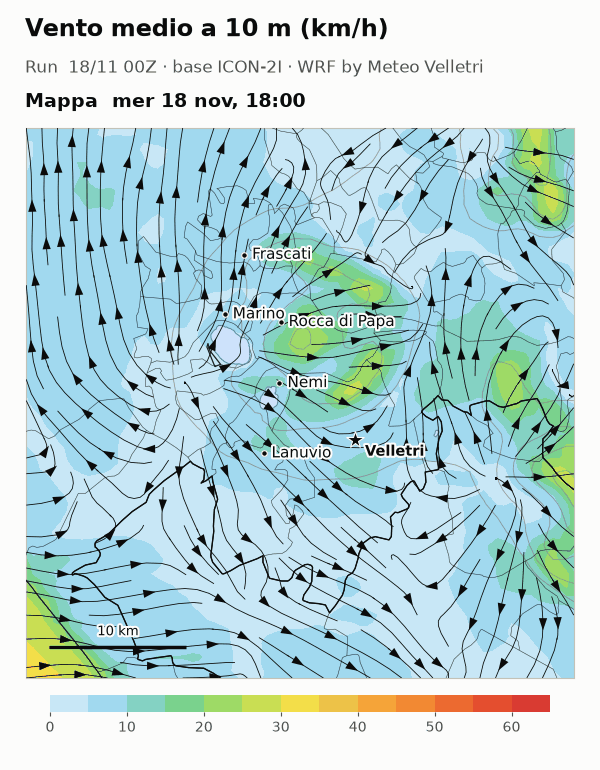 Vento medio a 10 m (km/h)
Run  18/11 00Z · base ICON-2I · WRF by Meteo Velletri
Mappa  mer 18 nov, 18:00
Frascati
Marino
Rocca di Papa
Nemi
Velletri
Lanuvio
10 km
0 10 20 30 40 50 60